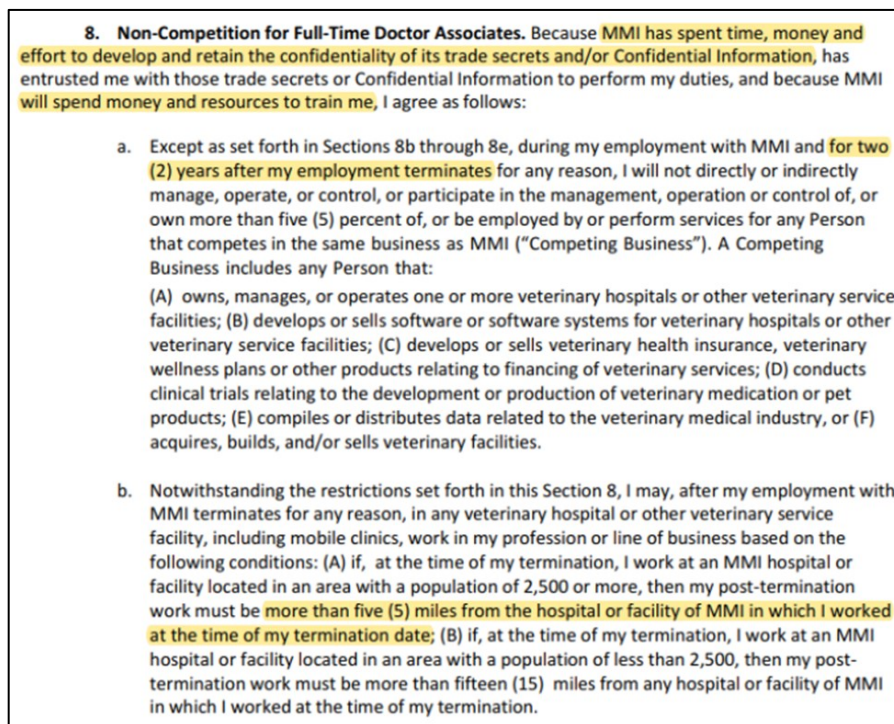 8. Non-Competition for Full-Time Doctor Associates. Because MMI has spent time, money and
effort to develop and retain the confidentiality of its trade secrets and/or Confidential Information, has
entrusted me with those trade secrets or Confidential Information to perform my duties, and because MMI
will spend money and resources to train me, I agree as follows:
a. Except as set forth in Sections 8b through 8e, during my employment with MMI and for two
(2) years after my employment terminates for any reason, I will not directly or indirectly
manage, operate, or control, or participate in the management, operation or control of, or
own more than five (5) percent of, or be employed by or perform services for any Person
that competes in the same business as MMI (“Competing Business”). A Competing
Business includes any Person that:
(A) owns, manages, or operates one or more veterinary hospitals or other veterinary service
facilities; (B) develops or sells software or software systems for veterinary hospitals or other
veterinary service facilities; (C) develops or sells veterinary health insurance, veterinary
wellness plans or other products relating to financing of veterinary services; (D) conducts
clinical trials relating to the development or production of veterinary medication or pet
products; (E) compiles or distributes data related to the veterinary medical industry, or (F)
acquires, builds, and/or sells veterinary facilities.
b. Notwithstanding the restrictions set forth in this Section 8, I may, after my employment with
MMI terminates for any reason, in any veterinary hospital or other veterinary service
facility, including mobile clinics, work in my profession or line of business based on the
following conditions: (A) if, at the time of my termination, I work at an MMI hospital or
facility located in an area with a population of 2,500 or more, then my post-termination
work must be more than five (5) miles from the hospital or facility of MMI in which I worked
at the time of my termination date; (B) if, at the time of my termination, I work at an MMI
hospital or facility located in an area with a population of less than 2,500, then my post-
termination work must be more than fifteen (15) miles from any hospital or facility of MMI
in which I worked at the time of my termination.